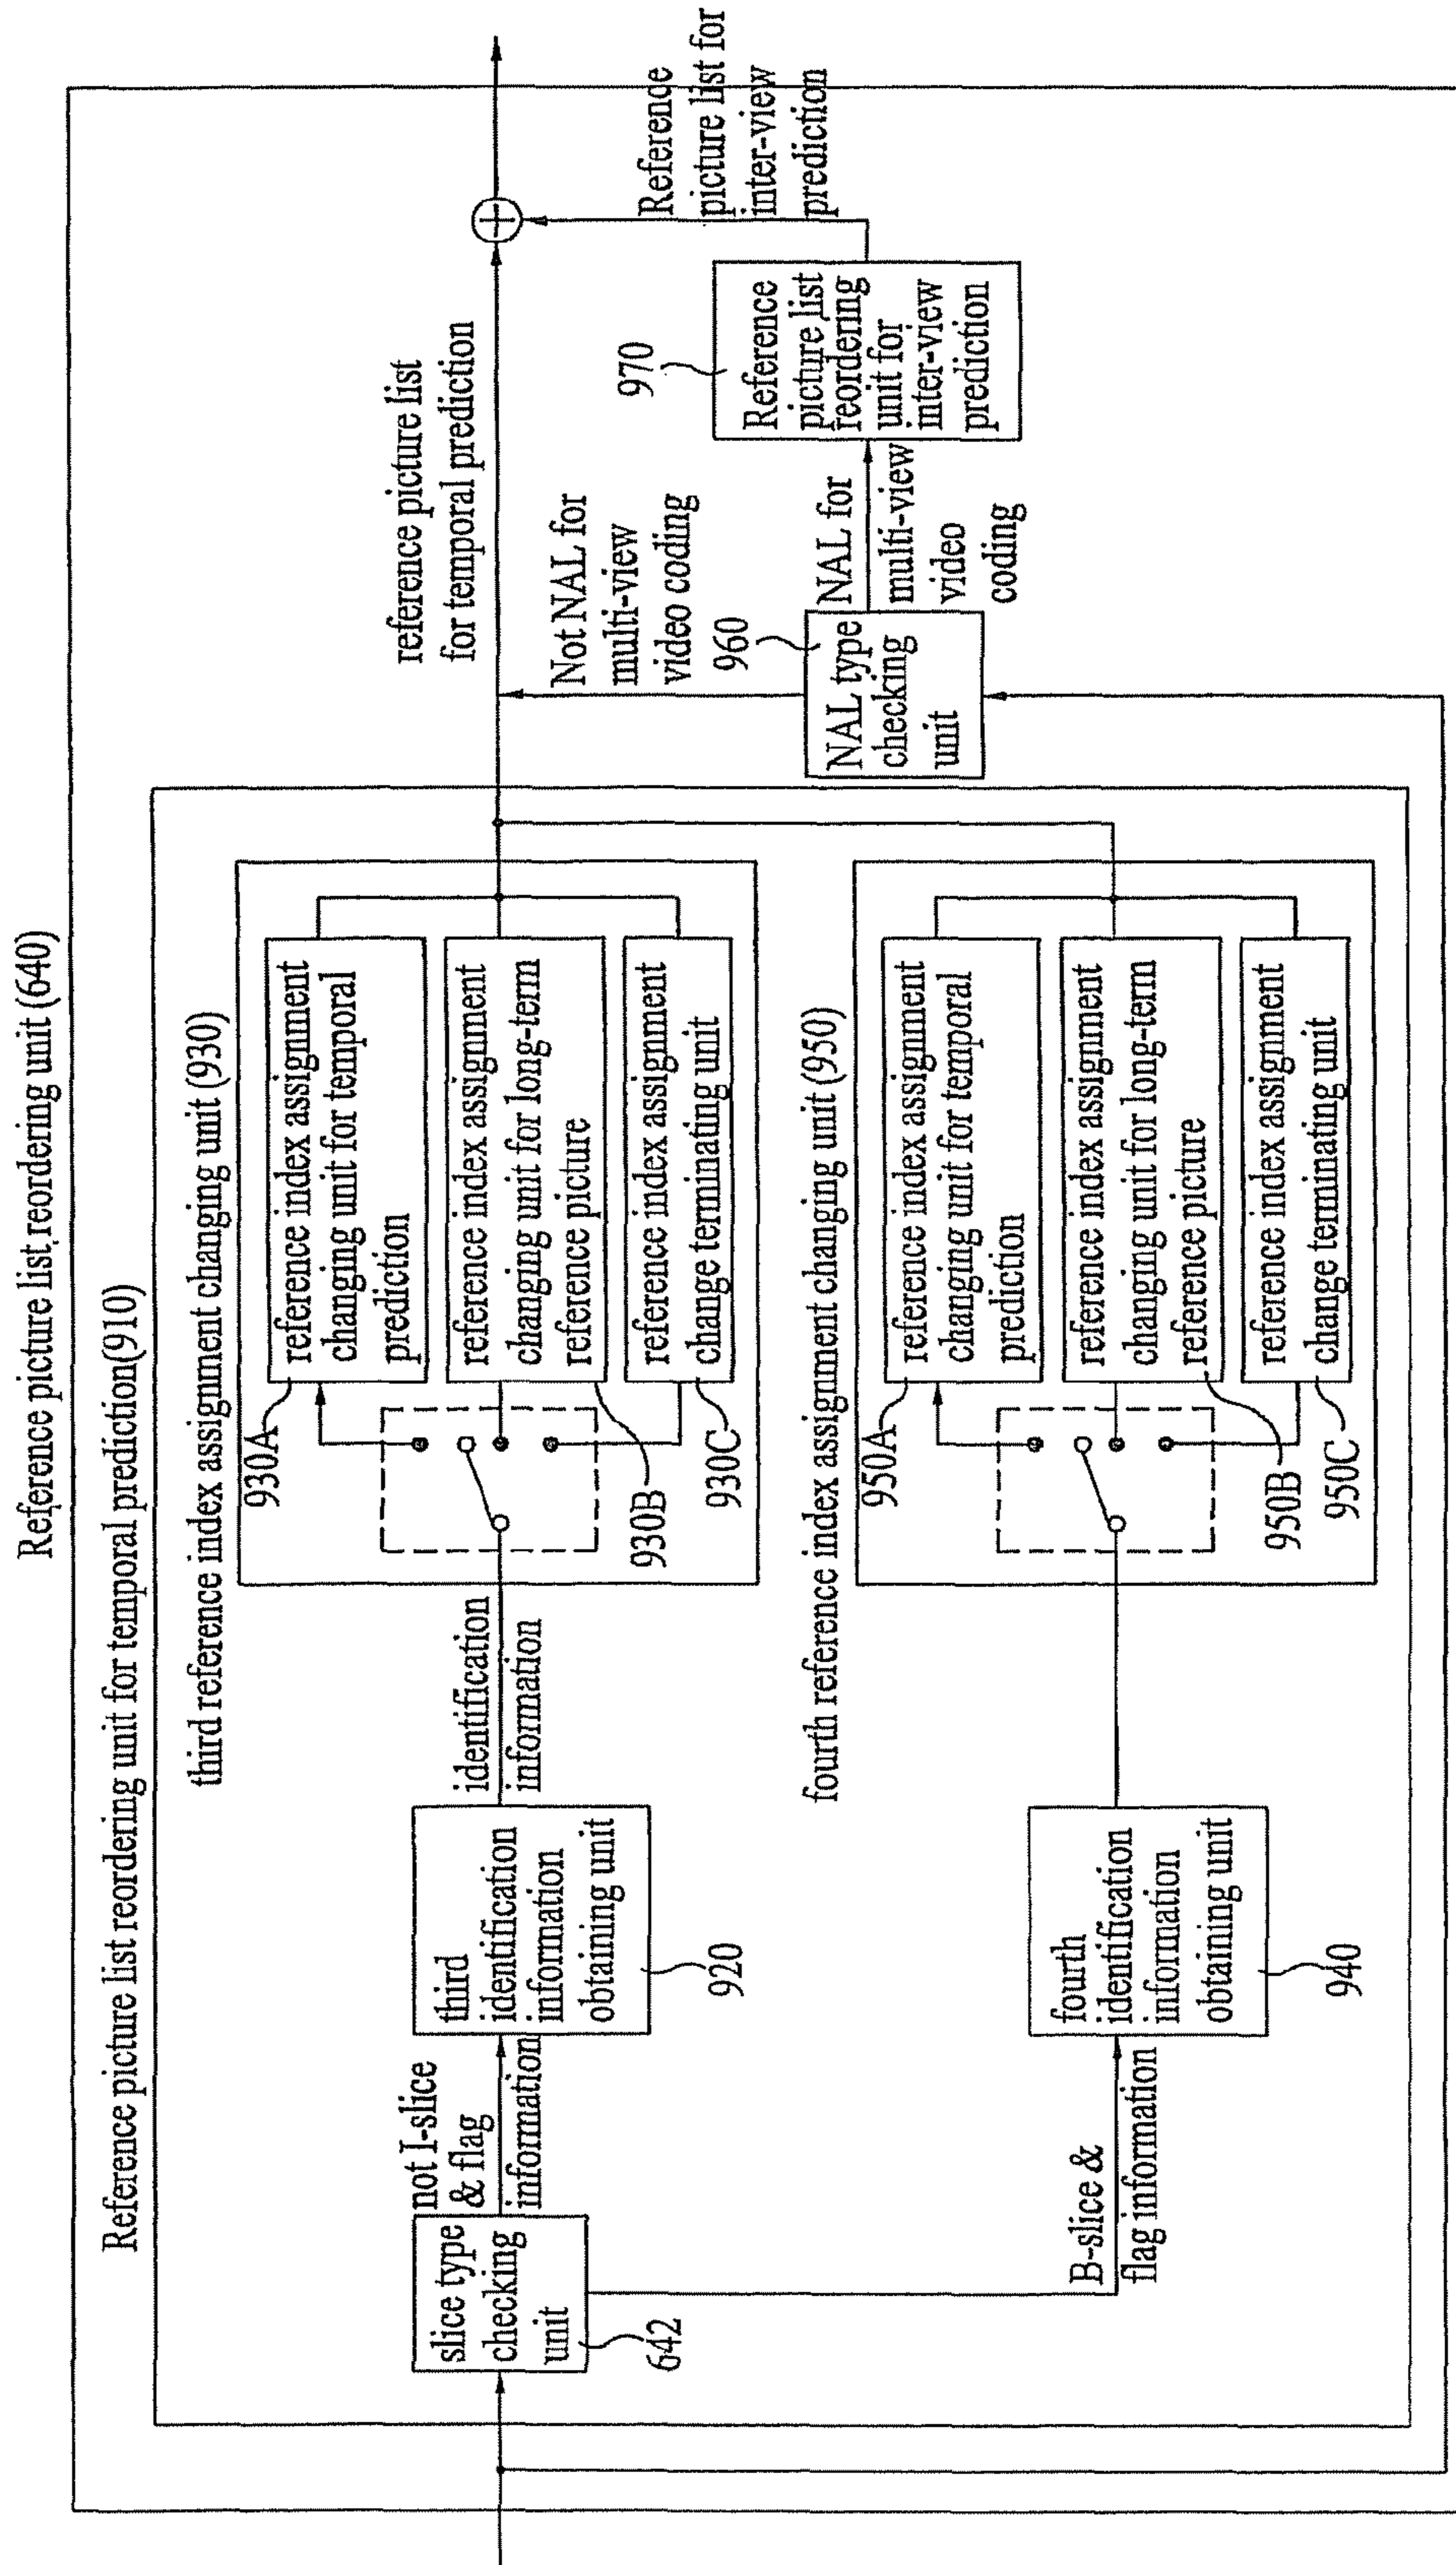 Reference picture list reordering unit (640)
Reference picture list reordering unit for temporal prediction(910)
third reference index assignment changing unit (930)
slice type
checking
unit
642
not I-slice
& flag
information
third
identification
information
obtaining unit
920
identification
information
930A
930B
930C
reference index assignment
changing unit for temporal
prediction
reference index assignment
changing unit for long-term
reference picture
reference index assignment
change terminating unit
B-slice &
flag information
fourth
identification
information
obtaining unit
940
fourth reference index assignment changing unit (950)
950A
950B
950C
reference index assignment
changing unit for temporal
prediction
reference index assignment
changing unit for long-term
reference picture
reference index assignment
change terminating unit
reference picture list
for temporal prediction
Not NAL for
multi-view
video coding
960
NAL type
checking
unit
NAL for
multi-view
video
coding
970
Reference
picture list
reordering
unit for
inter-view
prediction
Reference
picture list for
inter-view
prediction